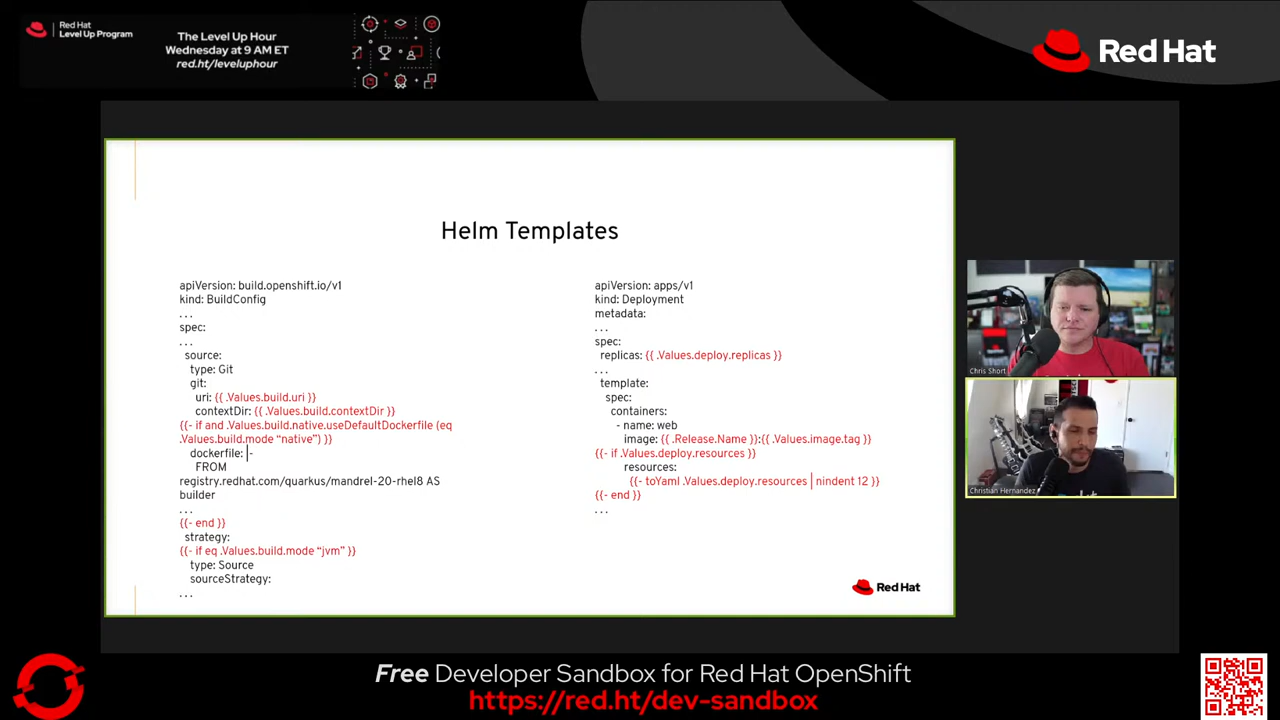 Red Hat
Level Up Program
The Level Up Hour
Wednesday at 9 AM ET
red.ht/leveluphour
Red Hat
Helm Templates
apiVersion: build.openshift.io/v1
kind: BuildConfig
. . .
spec:
. . .
source:
type: Git
git:
uri: {{ .Values.build.uri }}
contextDir: {{ .Values.build.contextDir }}
{{- if and .Values.build.native.useDefaultDockerfile (eq
.Values.build.mode “native”) }}
dockerfile: |-
FROM
registry.redhat.com/quarkus/mandrel-20-rhel8 AS
builder
. . .
{{- end }}
strategy:
{{- if eq .Values.build.mode “jvm” }}
type: Source
sourceStrategy:
. . .
apiVersion: apps/v1
kind: Deployment
metadata:
. . .
spec:
replicas: {{ .Values.deploy.replicas }}
. . .
template:
spec:
containers:
- name: web
image: {{ .Release.Name }}:{{ .Values.image.tag }}
{{- if .Values.deploy.resources }}
resources:
{{- toYaml .Values.deploy.resources | nindent 12 }}
{{- end }}
. . .
Red Hat
Chris Short
Christian Hernandez
Free Developer Sandbox for Red Hat OpenShift
https://red.ht/dev-sandbox